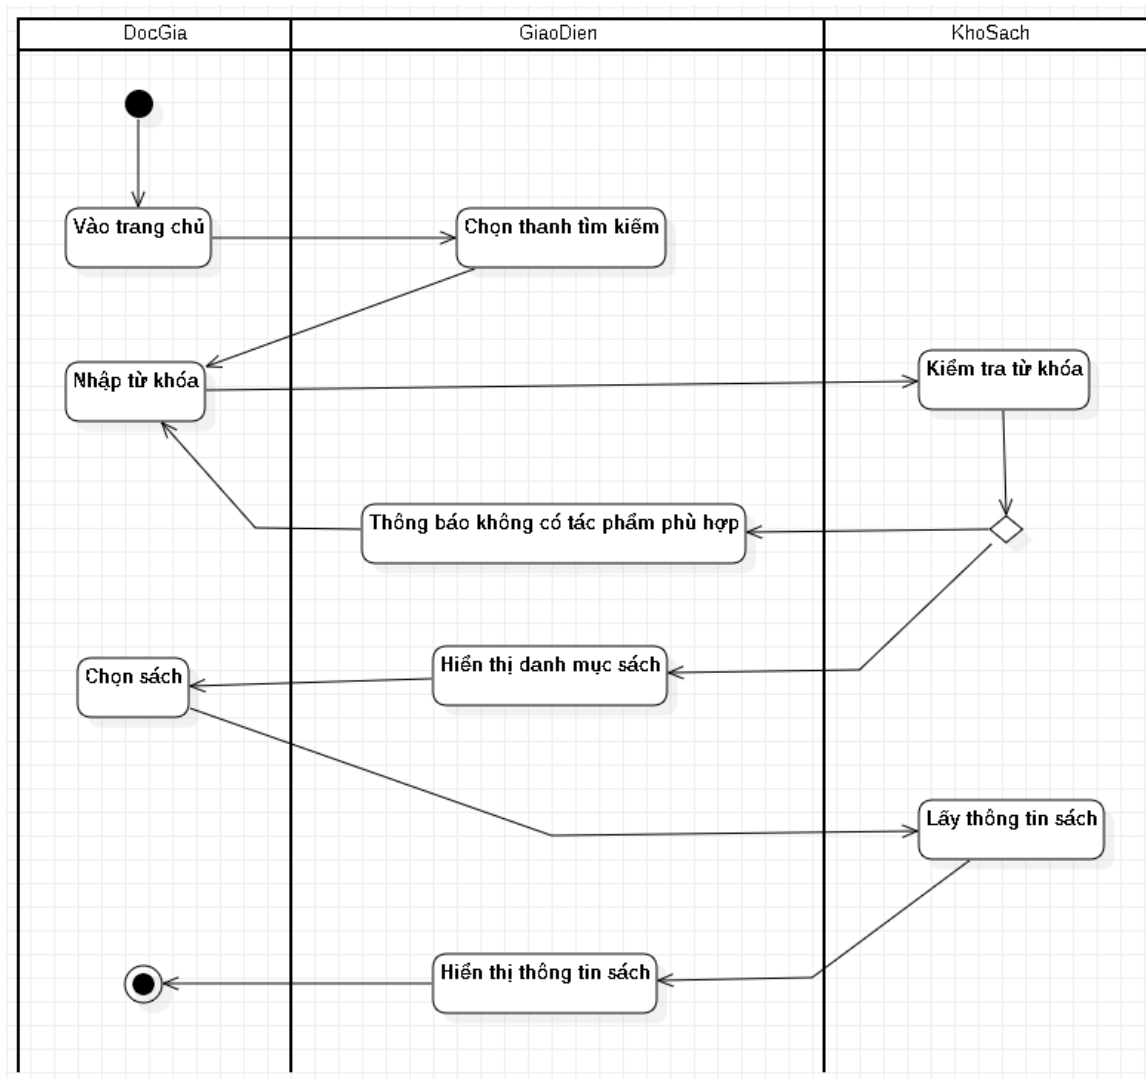 DocGia
GiaoDien
KhoSach
Vào trang chủ
Chọn thanh tìm kiếm
Nhập từ khóa
Kiểm tra từ khóa
Thông báo không có tác phẩm phù hợp
Hiển thị danh mục sách
Chọn sách
Lấy thông tin sách
Hiển thị thông tin sách